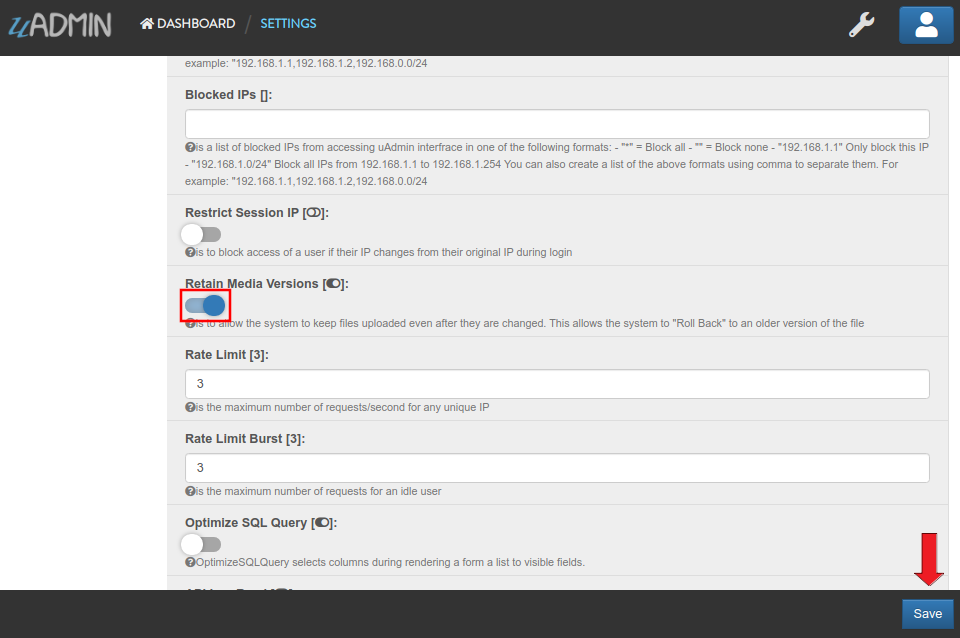 uADMIN
DASHBOARD / SETTINGS
example: "192.168.1.1,192.168.1.2,192.168.0.0/24
Blocked IPs []:
is a list of blocked IPs from accessing uAdmin interfrace in one of the following formats: - "*" = Block all - "" = Block none - "192.168.1.1" Only block this IP
- "192.168.1.0/24" Block all IPs from 192.168.1.1 to 192.168.1.254 You can also create a list of the above formats using comma to separate them. For
example: "192.168.1.1,192.168.1.2,192.168.0.0/24
Restrict Session IP []:
is to block access of a user if their IP changes from their original IP during login
Retain Media Versions []:
is to allow the system to keep files uploaded even after they are changed. This allows the system to "Roll Back" to an older version of the file
Rate Limit [3]:
3
is the maximum number of requests/second for any unique IP
Rate Limit Burst [3]:
3
is the maximum number of requests for an idle user
Optimize SQL Query []:
OptimizeSQLQuery selects columns during rendering a form a list to visible fields.
Save